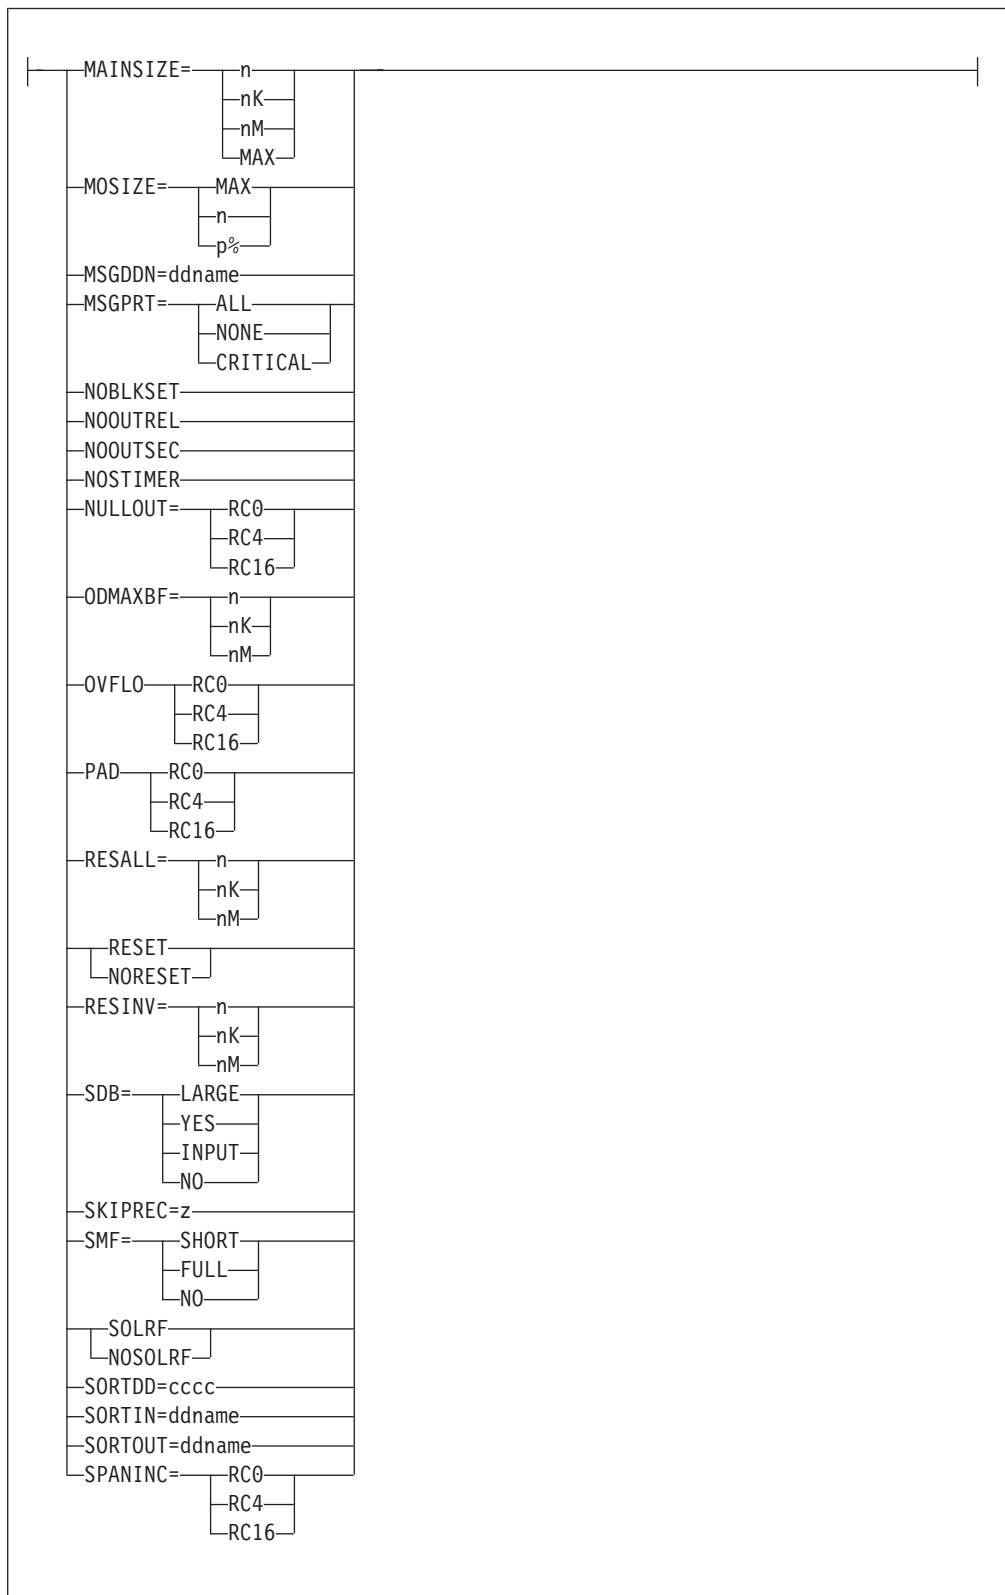 MAINSIZE= n
nK
nM
MAX
MOSIZE= MAX
n
p%
MSGDDN=ddname
MSGPRT= ALL
NONE
CRITICAL
NOBLKSET
NOOUTREL
NOOUTSEC
NOSTIMER
NULLOUT= RC0
RC4
RC16
ODMAXBF= n
nK
nM
OVFLO RC0
RC4
RC16
PAD RC0
RC4
RC16
RESALL= n
nK
nM
RESET
NORESET
RESINV= n
nK
nM
SDB= LARGE
YES
INPUT
NO
SKIPREC=z
SMF= SHORT
FULL
NO
SOLRF
NOSOLRF
SORTDD=cccc
SORTIN=ddname
SORTOUT=ddname
SPANINC= RC0
RC4
RC16